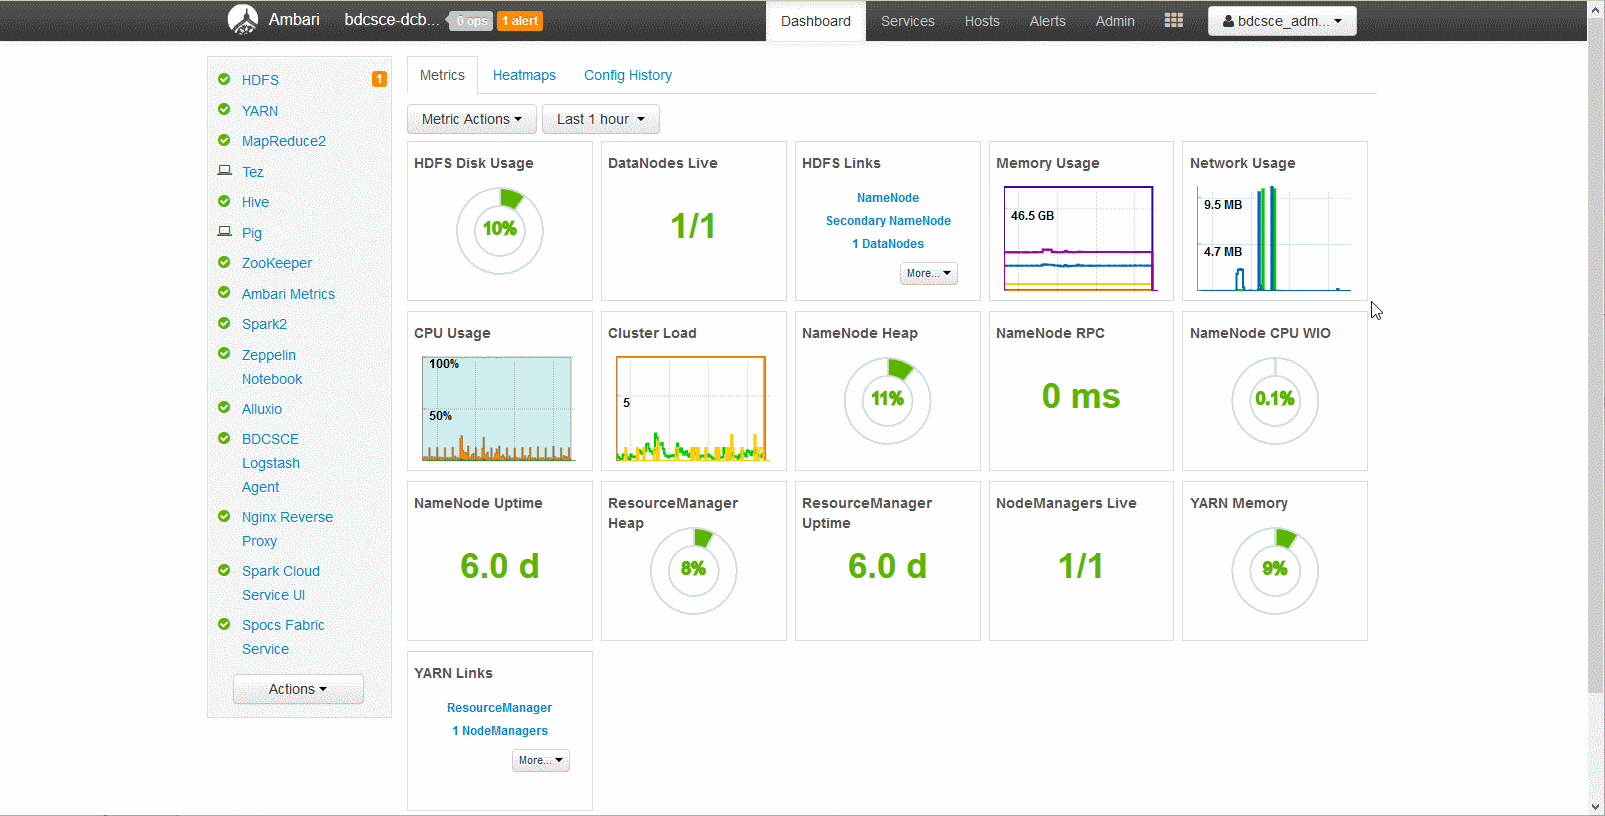 Ambari bdcsce-dcb... 0 ops 1 alert Dashboard Services Hosts Alerts Admin bdcsce_adm...
HDFS 1
YARN
MapReduce2
Tez
Hive
Pig
ZooKeeper
Ambari Metrics
Spark2
Zeppelin
Notebook
Alluxio
BDCSCE
Logstash
Agent
Nginx Reverse
Proxy
Spark Cloud
Service UI
Spocs Fabric
Service
Actions
Metrics Heatmaps Config History
Metric Actions Last 1 hour
HDFS Disk Usage
10%
DataNodes Live
1/1
HDFS Links
NameNode
Secondary NameNode
1 DataNodes
More...
Memory Usage
46.5 GB
Network Usage
9.5 MB
4.7 MB
CPU Usage
100%
50%
Cluster Load
5
NameNode Heap
11%
NameNode RPC
0 ms
NameNode CPU WIO
0.1%
NameNode Uptime
6.0 d
ResourceManager
Heap
8%
ResourceManager
Uptime
6.0 d
NodeManagers Live
1/1
YARN Memory
9%
YARN Links
ResourceManager
1 NodeManagers
More...